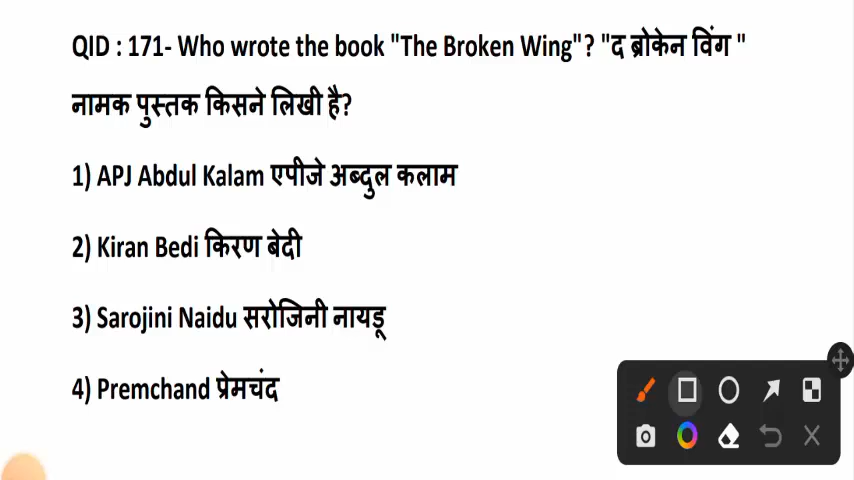 QID : 171- Who wrote the book "The Broken Wing"? "द ब्रोकेन विंग "
नामक पुस्तक किसने लिखी है?
1) APJ Abdul Kalam एपीजे अब्दुल कलाम
2) Kiran Bedi किरण बेदी
3) Sarojini Naidu सरोजिनी नायडू
4) Premchand प्रेमचंद